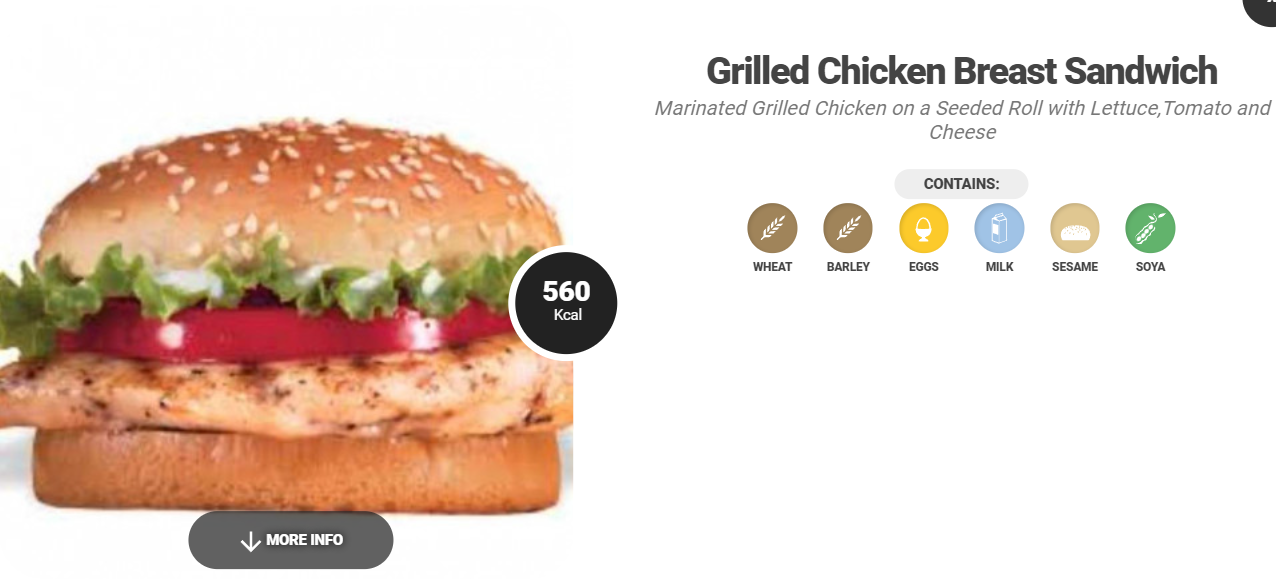 Grilled Chicken Breast Sandwich
Marinated Grilled Chicken on a Seeded Roll with Lettuce,Tomato and
Cheese
CONTAINS:
WHEAT BARLEY EGGS MILK SESAME SOYA
560
Kcal
MORE INFO